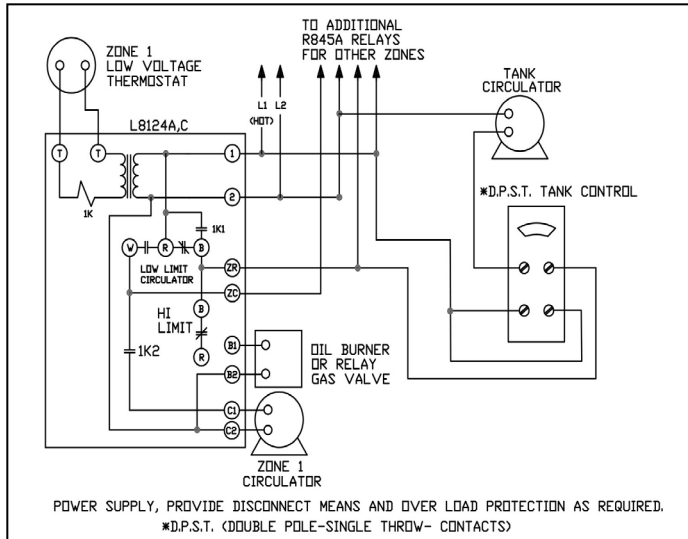 TO ADDITIONAL
R845A RELAYS
FOR OTHER ZONES
ZONE 1
LOW VOLTAGE
THERMOSTAT
TANK
CIRCULATOR
L1
L2
(HOT)
L8124A,C
T
T
1
1K
2
*D.P.S.T. TANK CONTROL
1K1
W
R
B
LOW LIMIT
CIRCULATOR
ZR
ZC
B
HI
LIMIT
R
1K2
B1
B2
OIL BURNER
OR RELAY
GAS VALVE
C1
C2
ZONE 1
CIRCULATOR
POWER SUPPLY, PROVIDE DISCONNECT MEANS AND OVER LOAD PROTECTION AS REQUIRED.
*D.P.S.T. (DOUBLE POLE-SINGLE THROW- CONTACTS)